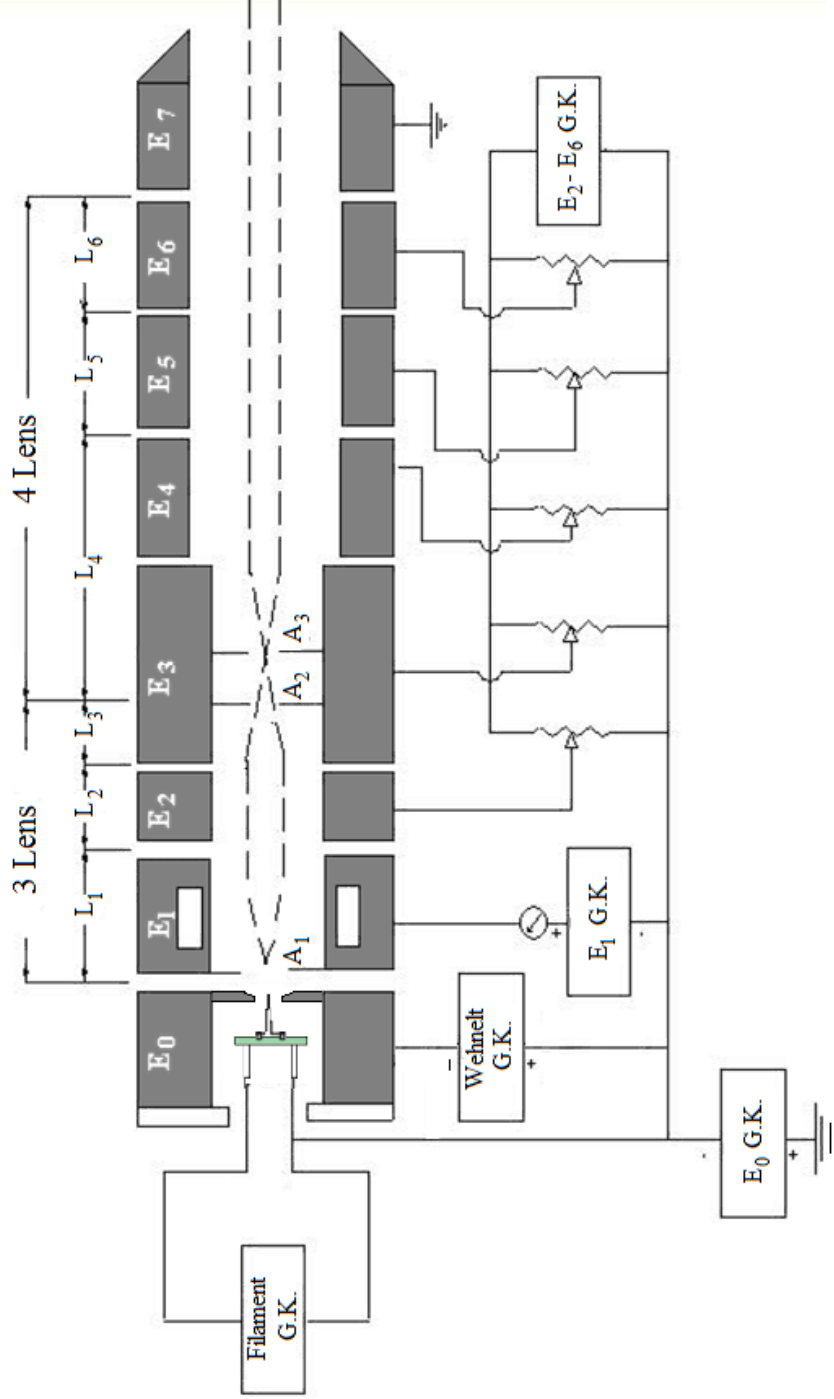 3 Lens
4 Lens
L1
L2
L3
L4
L5
L6
E0
E1
E2
E3
E4
E5
E6
E7
A1
A2
A3
Filament
G.K.
Wehnelt
G.K.
-
+
E1 G.K.
+
-
E2- E6 G.K.
E0 G.K.
-
+